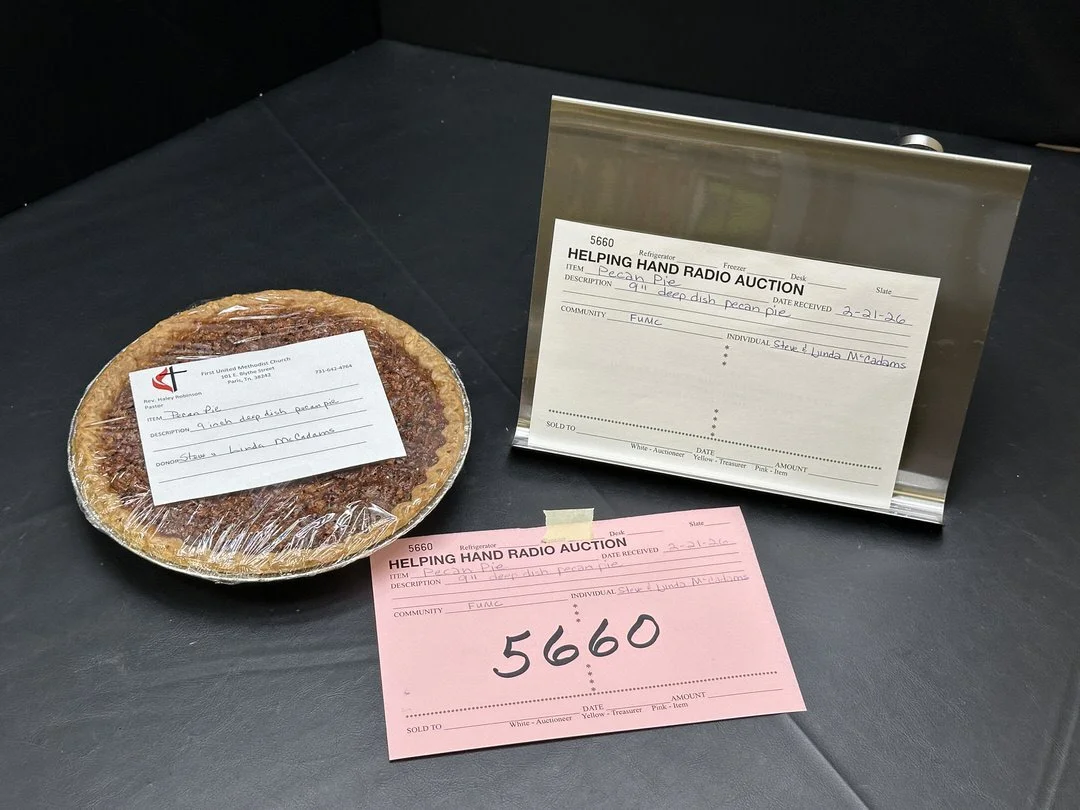 First United Methodist Church
101 E. Blythe Street
Paris, Tn. 38242
731-642-4764
Rev. Haley Robinson
Pastor
ITEM Pecan Pie
DESCRIPTION 9 inch deep dish pecan pie
DONOR Steve & Linda McCadams
5660
Refrigerator Freezer Desk Slate
HELPING HAND RADIO AUCTION
ITEM Pecan Pie DATE RECEIVED 2-21-26
DESCRIPTION 9" deep dish pecan pie
COMMUNITY FUMC INDIVIDUAL Steve & Linda McCadams
SOLD TO DATE AMOUNT
White - Auctioneer Yellow - Treasurer Pink - Item
5660
Refrigerator Desk Slate
HELPING HAND RADIO AUCTION
ITEM Pecan Pie DATE RECEIVED 2-21-26
DESCRIPTION 9" deep dish pecan pie
COMMUNITY FUMC INDIVIDUAL Steve & Linda McCadams
5660
SOLD TO DATE AMOUNT
White - Auctioneer Yellow - Treasurer Pink - Item